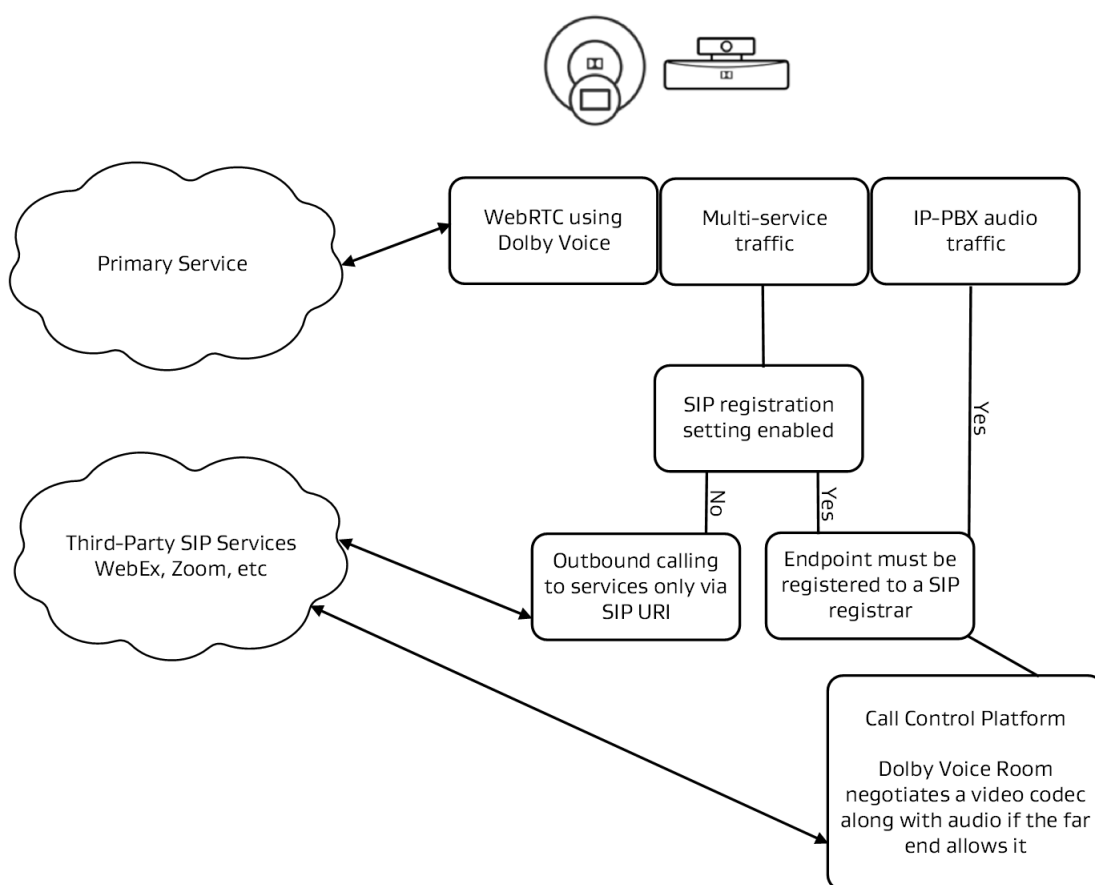 WebRTC using
Dolby Voice
Multi-service
traffic
IP-PBX audio
traffic
Primary Service
SIP registration
setting enabled
Yes
No
Yes
Third-Party SIP Services
WebEx, Zoom, etc
Outbound calling
to services only via
SIP URI
Endpoint must be
registered to a SIP
registrar
Call Control Platform
Dolby Voice Room
negotiates a video codec
along with audio if the far
end allows it